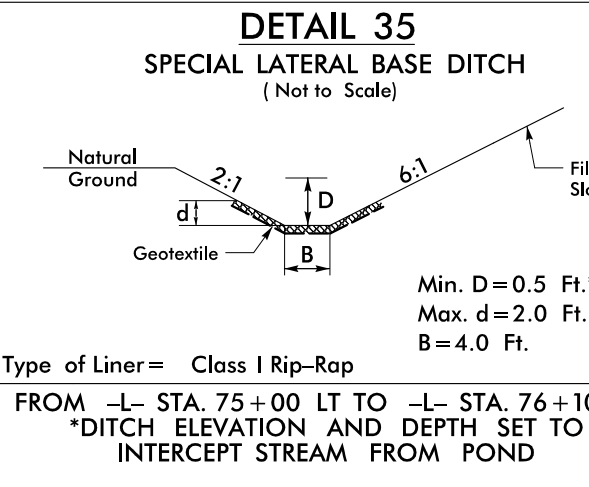 DETAIL 35
SPECIAL LATERAL BASE DITCH
( Not to Scale)
Natural
Ground
2:1
6:1
D
d
Geotextile
B
Min. D=0.5 Ft.*
Max. d=2.0 Ft.
B=4.0 Ft.
Type of Liner= Class I Rip-Rap
FROM -L- STA. 75+00 LT TO -L- STA.
*DITCH ELEVATION AND DEPTH SET TO
INTERCEPT STREAM FROM POND